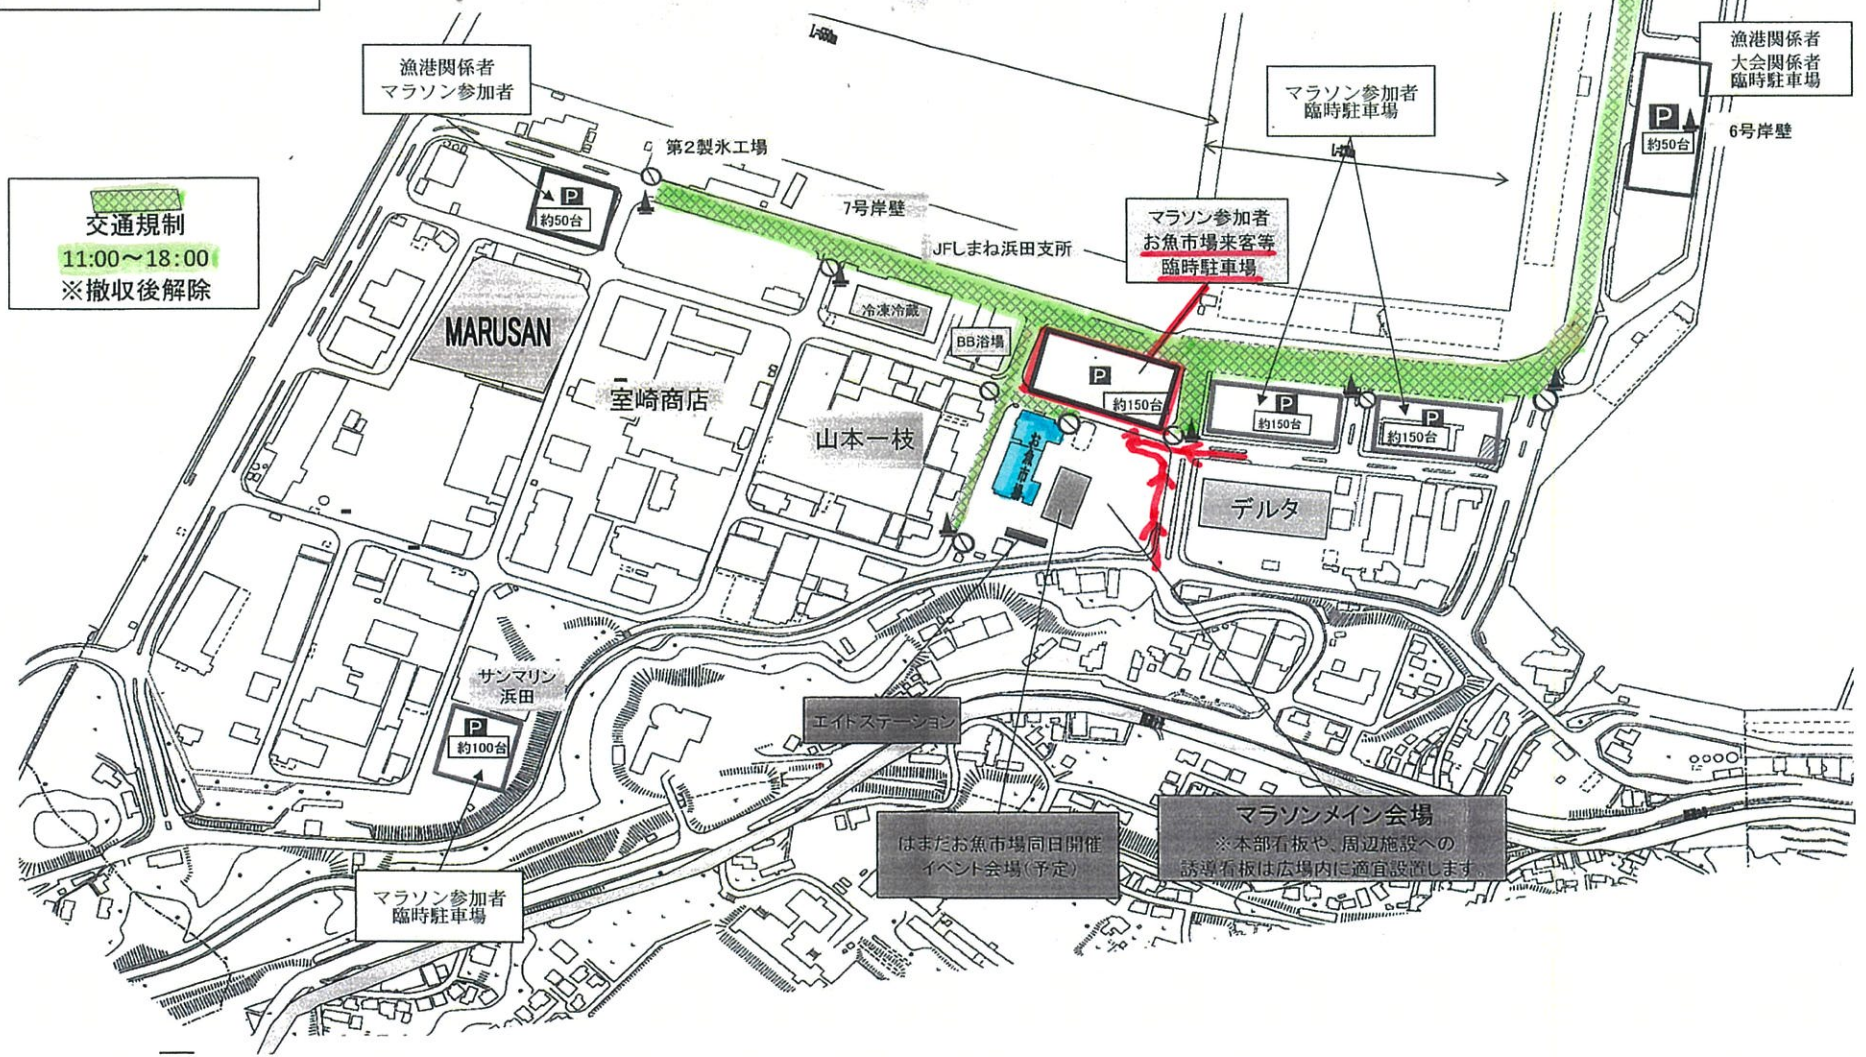 漁港関係者
マラソン参加者
マラソン参加者
臨時駐車場
漁港関係者
大会関係者
臨時駐車場
P
約50台
6号岸壁
第2製氷工場
P
約50台
7号岸壁
JFしまね浜田支所
マラソン参加者
お魚市場来客等
臨時駐車場
交通規制
11:00～18:00
※撤収後解除
MARUSAN
冷凍冷蔵
BB浴場
室崎商店
山本一枝
P
約150台
P
約150台
P
約150台
お魚市場
デルタ
サンマリン
浜田
P
約100台
エイドステーション
はまだお魚市場同日開催
イベント会場(予定)
マラソンメイン会場
※本部看板や、周辺施設への
誘導看板は広場内に適宜設置します。
マラソン参加者
臨時駐車場